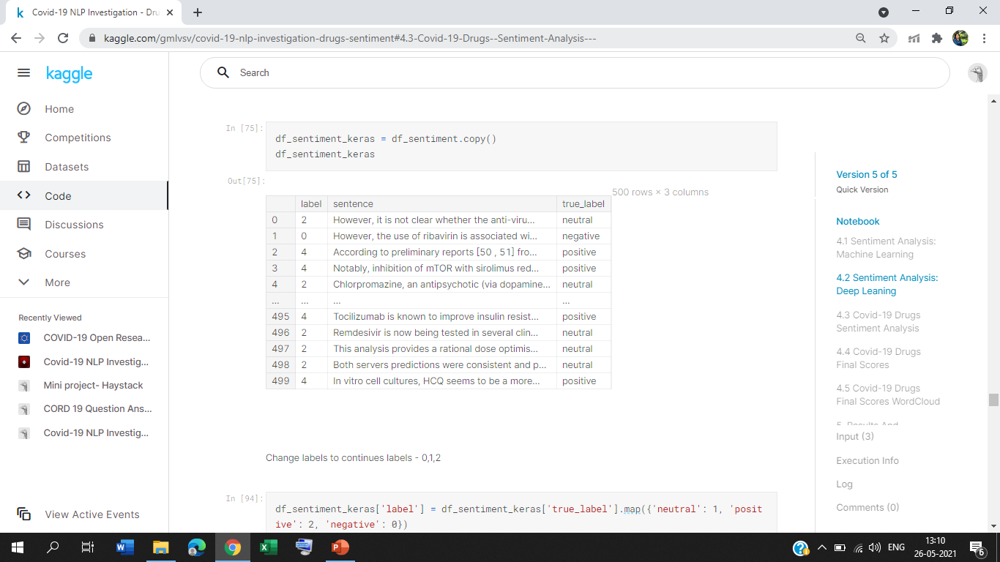 Covid-19 NLP Investigation - Dru
kaggle.com/gmlvsv/covid-19-nlp-investigation-drugs-sentiment#4.3-Covid-19-Drugs--Sentiment-Analysis---
kaggle
Search
Home
Competitions
Datasets
Code
Discussions
Courses
More
Recently Viewed
COVID-19 Open Resea...
Covid-19 NLP Investig...
Mini project- Haystack
CORD 19 Question Ans...
Covid-19 NLP Investig...
View Active Events
In [75]:
df_sentiment_keras = df_sentiment.copy()
df_sentiment_keras
Out[75]:
500 rows × 3 columns
label sentence true_label
0 2 However, it is not clear whether the anti-viru... neutral
1 0 However, the use of ribavirin is associated wi... negative
2 4 According to preliminary reports [50 , 51] fro... positive
3 4 Notably, inhibition of mTOR with sirolimus red... positive
4 2 Chlorpromazine, an antipsychotic (via dopamine... neutral
... ... ... ...
495 4 Tocilizumab is known to improve insulin resist... positive
496 2 Remdesivir is now being tested in several clin... neutral
497 2 This analysis provides a rational dose optimis... neutral
498 2 Both servers predictions were consistent and p... neutral
499 4 In vitro cell cultures, HCQ seems to be a more... positive
Change labels to continues labels - 0,1,2
In [94]:
df_sentiment_keras['label'] = df_sentiment_keras['true_label'].map({'neutral': 1, 'posit
ive': 2, 'negative': 0})
Version 5 of 5
Quick Version
Notebook
4.1 Sentiment Analysis:
Machine Learning
4.2 Sentiment Analysis:
Deep Leaning
4.3 Covid-19 Drugs
Sentiment Analysis
4.4 Covid-19 Drugs
Final Scores
4.5 Covid-19 Drugs
Final Scores WordCloud
5. Results And
Input (3)
Execution Info
Log
Comments (0)
ENG
13:10
26-05-2021
6